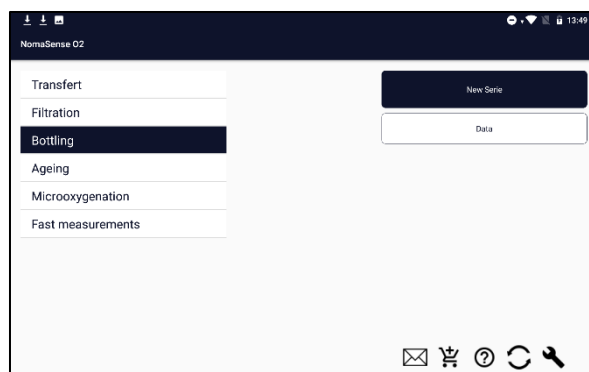 13:49
NomaSense O2
Transfert
Filtration
Bottling
Ageing
Microoxygenation
Fast measurements
New Serie
Data